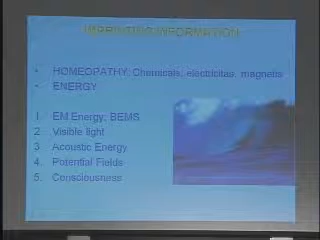 IMPRINTING INFORMATION
• HOMEOPATHY: Chemicals, electricitas, magnetis
• ENERGY
1. EM Energy: BEMS
2. Visible light
3. Acoustic Energy
4. Potential Fields
5. Consciousness